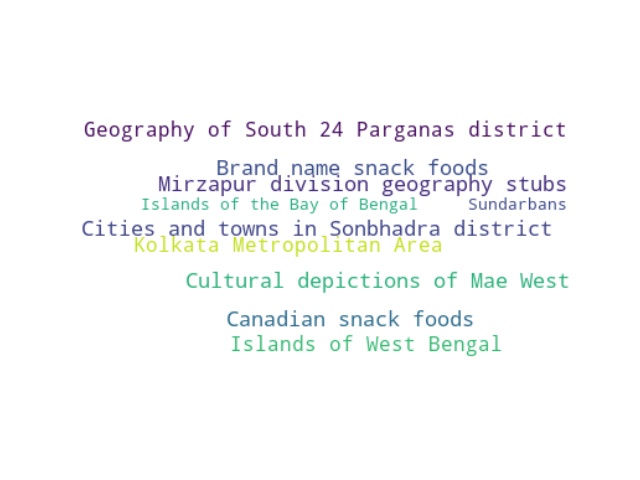 Geography of South 24 Parganas district
Brand name snack foods
Mirzapur division geography stubs
Islands of the Bay of Bengal Sundarbans
Cities and towns in Sonbhadra district
Kolkata Metropolitan Area
Cultural depictions of Mae West
Canadian snack foods
Islands of West Bengal